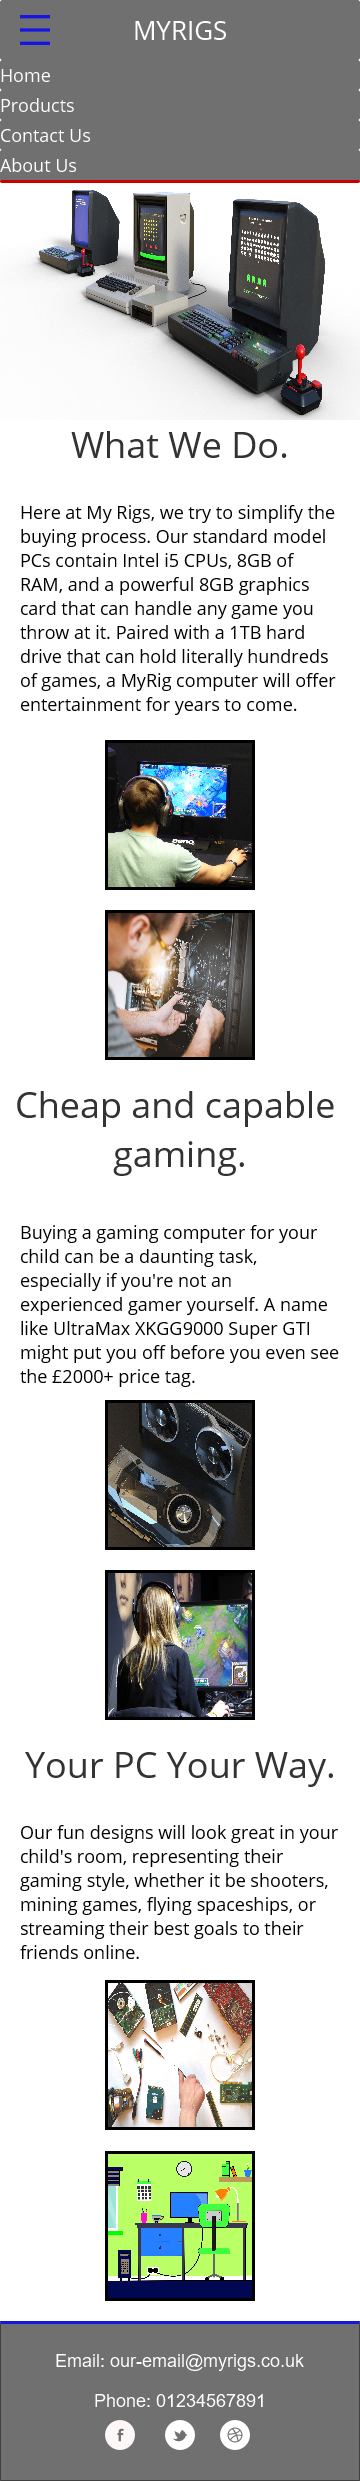 MYRIGS
Home
Products
Contact Us
About Us
What We Do.
Here at My Rigs, we try to simplify the
buying process. Our standard model
PCs contain Intel i5 CPUs, 8GB of
RAM, and a powerful 8GB graphics
card that can handle any game you
throw at it. Paired with a 1TB hard
drive that can hold literally hundreds
of games, a MyRig computer will offer
entertainment for years to come.
Cheap and capable
gaming.
Buying a gaming computer for your
child can be a daunting task,
especially if you're not an
experienced gamer yourself. A name
like UltraMax XKGG9000 Super GTI
might put you off before you even see
the £2000+ price tag.
Your PC Your Way.
Our fun designs will look great in your
child's room, representing their
gaming style, whether it be shooters,
mining games, flying spaceships, or
streaming their best goals to their
friends online.
Email: our-email@myrigs.co.uk
Phone: 01234567891